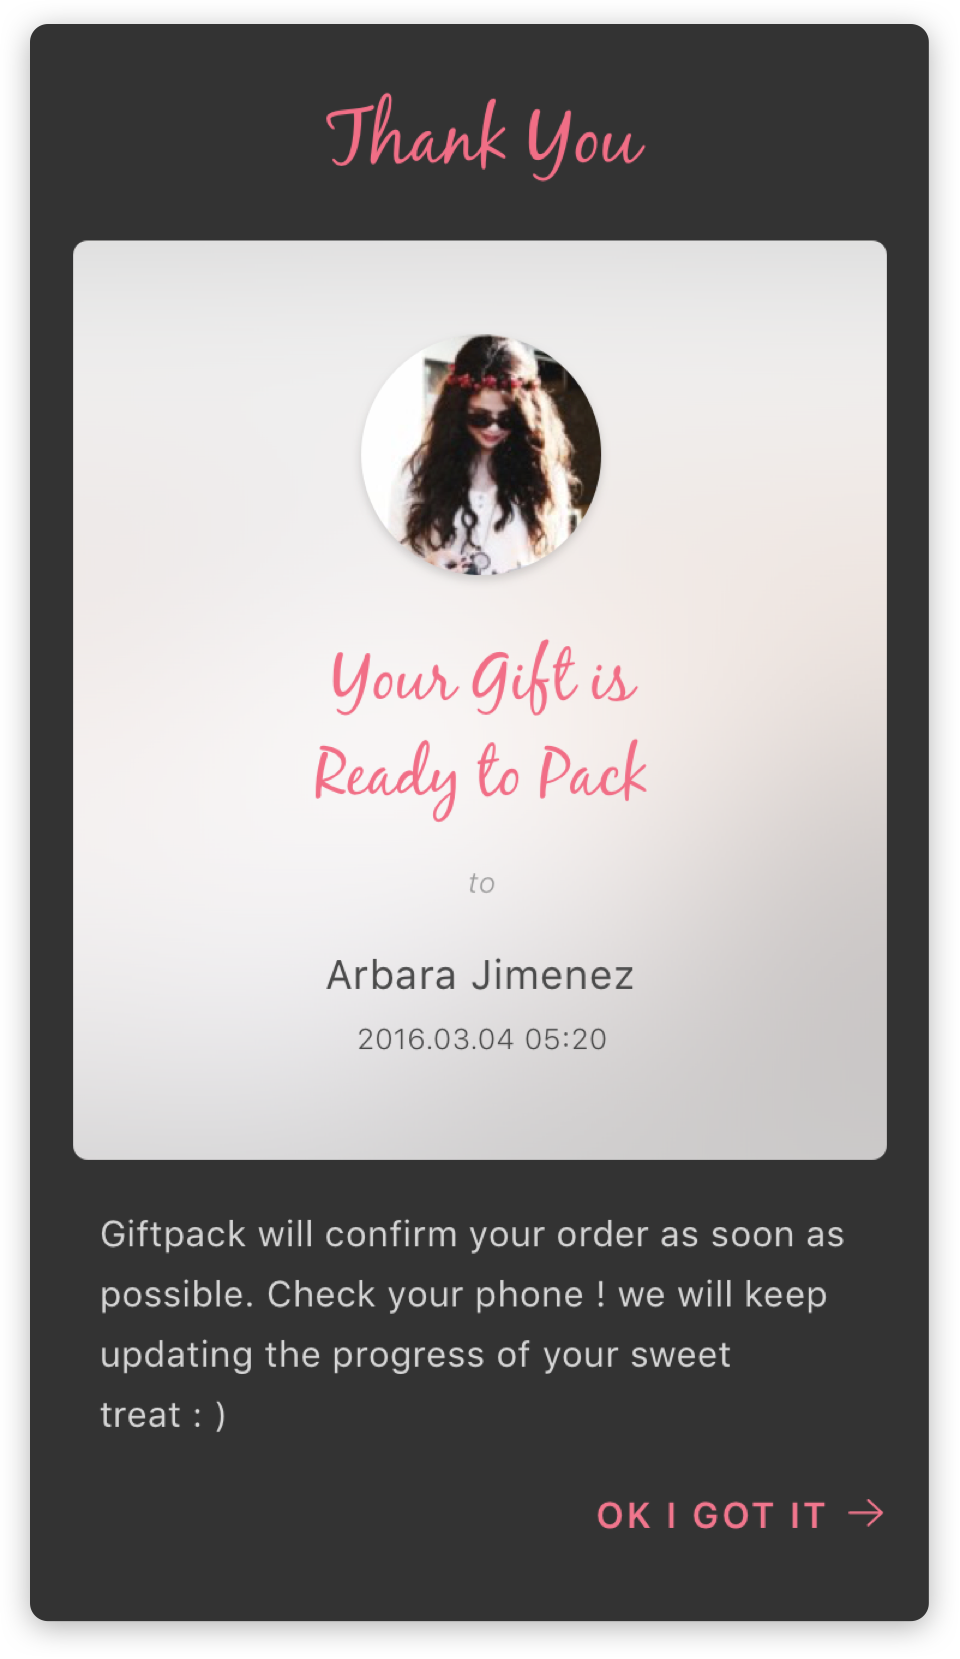 Thank You
Your Gift is
Ready to Pack
to
Arbara Jimenez
2016.03.04 05:20
Giftpack will confirm your order as soon as
possible. Check your phone ! we will keep
updating the progress of your sweet
treat : )
OK I GOT IT →